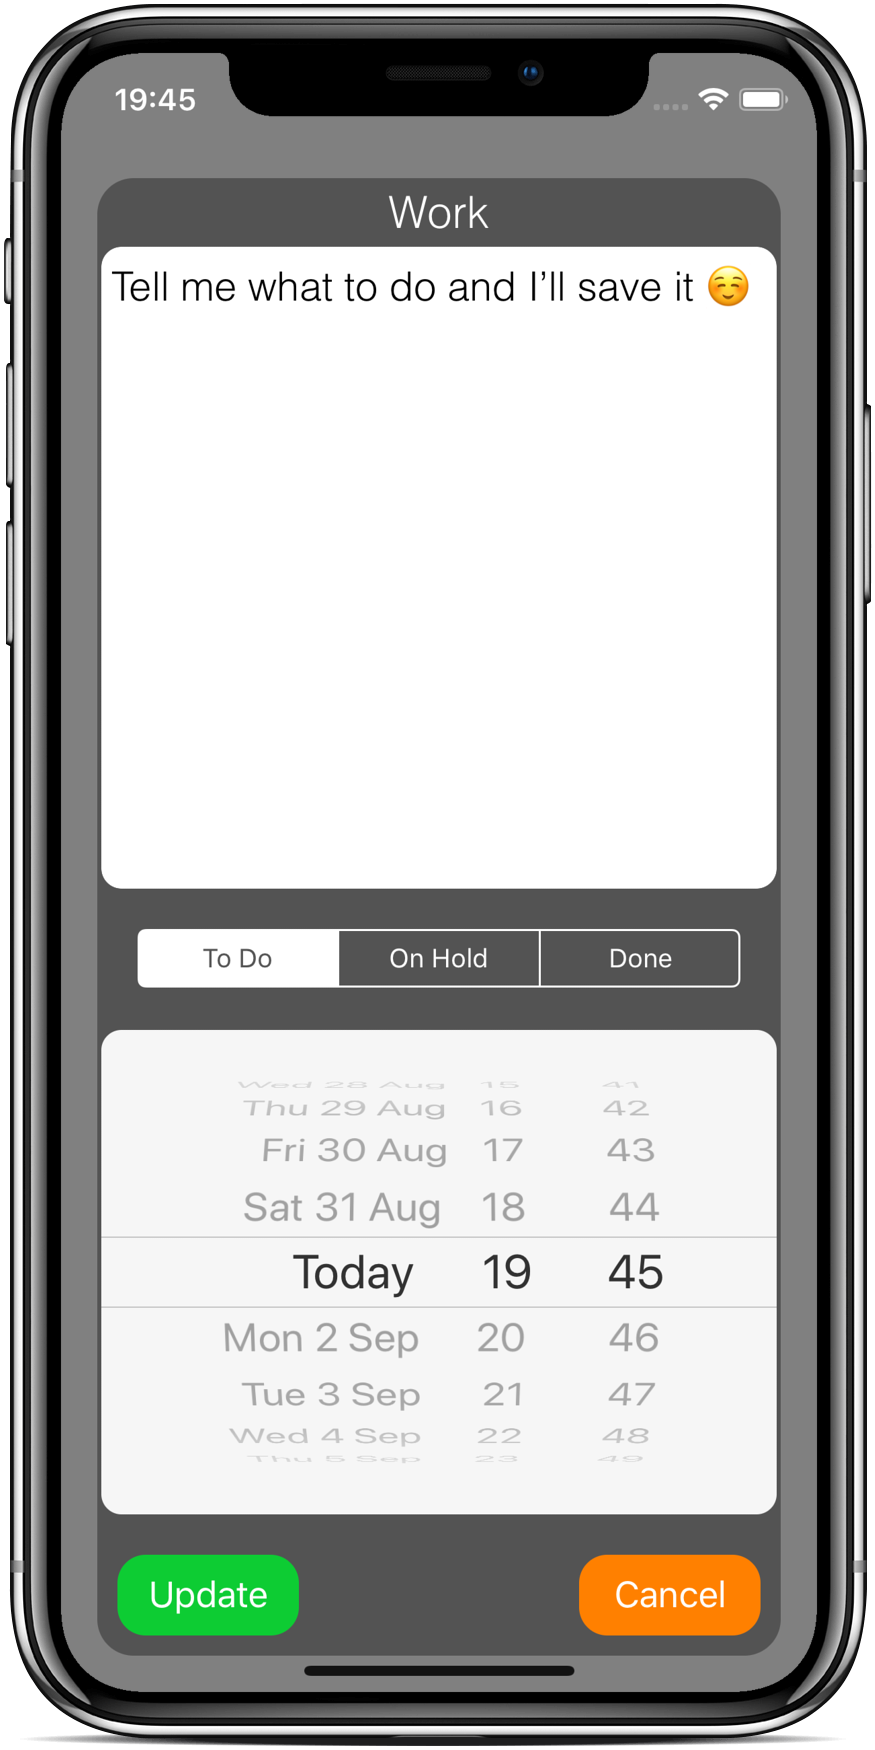 19:45
Work
Tell me what to do and I’ll save it ☺️
To Do On Hold Done
Wed 28 Aug 15 41
Thu 29 Aug 16 42
Fri 30 Aug 17 43
Sat 31 Aug 18 44
Today 19 45
Mon 2 Sep 20 46
Tue 3 Sep 21 47
Wed 4 Sep 22 48
Thu 5 Sep 23 49
Update Cancel